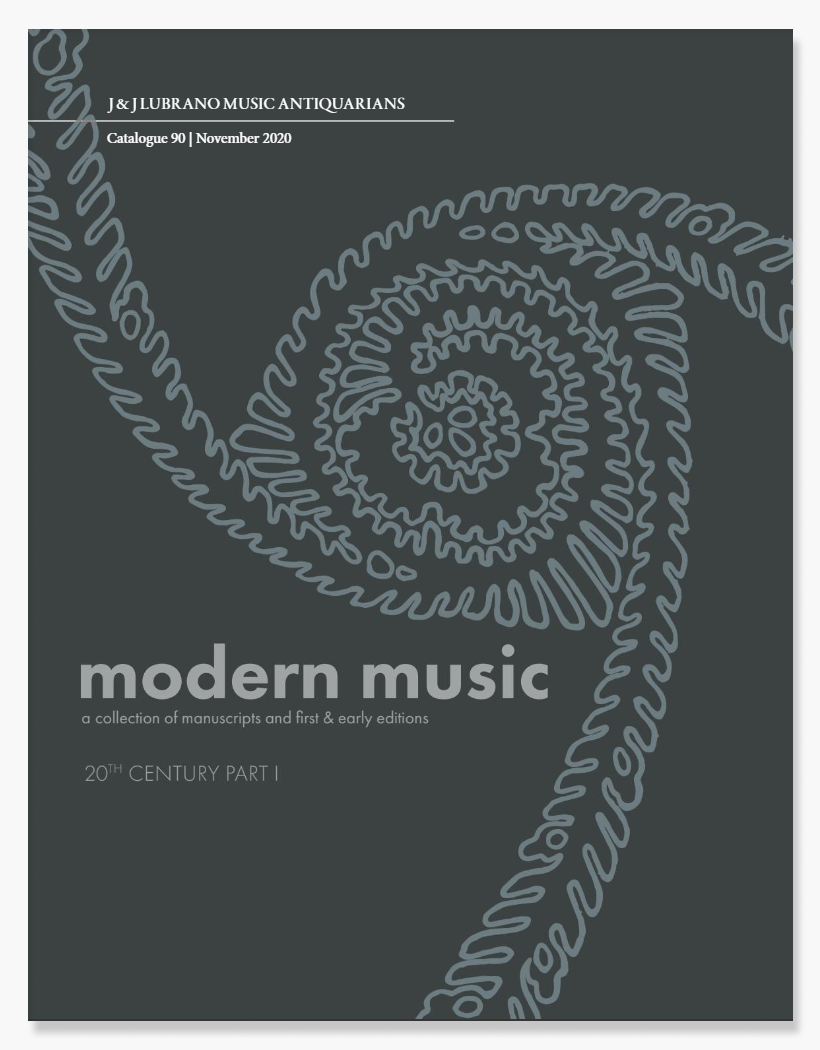 J & J LUBRANO MUSIC ANTIQUARIANS
Catalogue 90 | November 2020
modern music
a collection of manuscripts and first & early editions
20TH CENTURY PART I